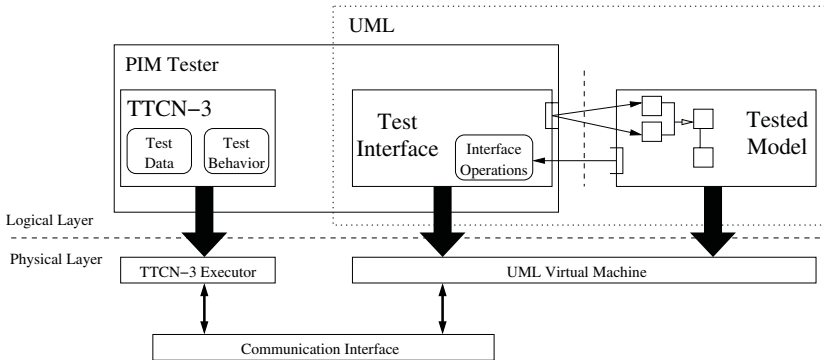 UML
PIM Tester
TTCN−3
Test
Data
Test
Behavior
Test
Interface
Interface
Operations
Tested
Model
Logical Layer
Physical Layer
TTCN−3 Executor
UML Virtual Machine
Communication Interface